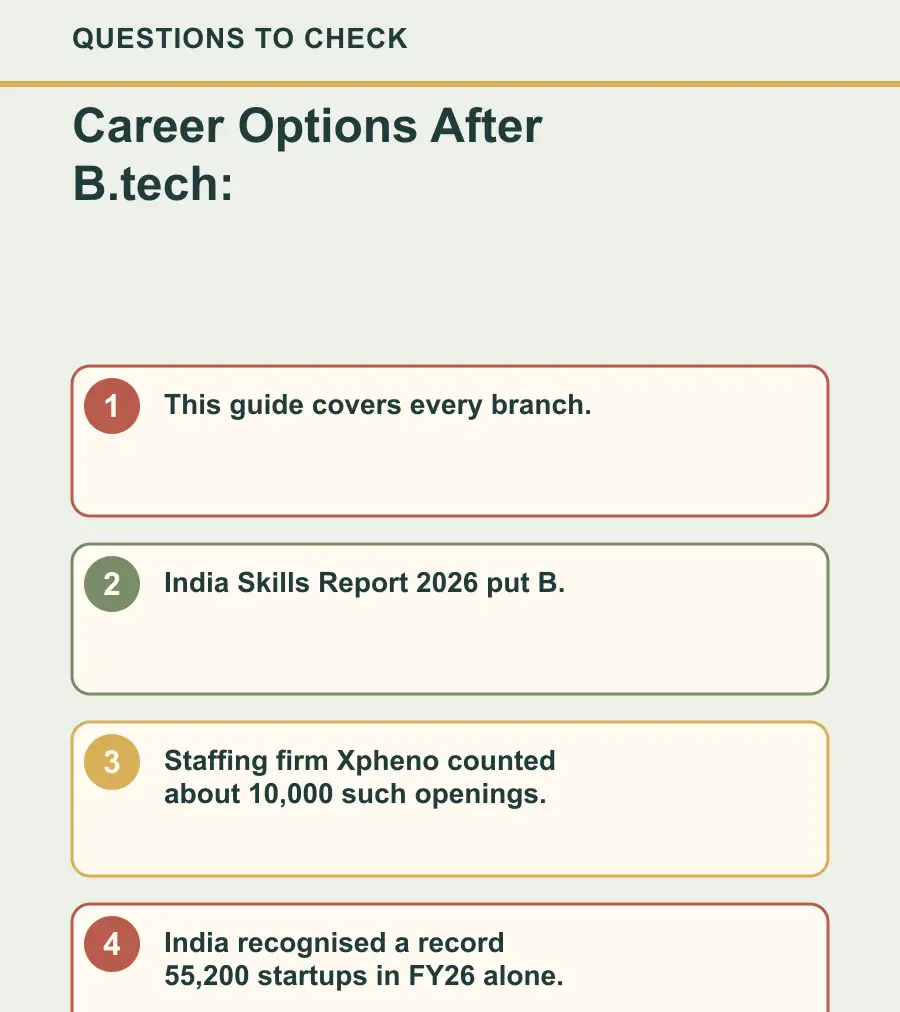 QUESTIONS TO CHECK
Career Options After
B.tech:
1
This guide covers every branch.
2
India Skills Report 2026 put B.
3
Staffing firm Xpheno counted
about 10,000 such openings.
4
India recognised a record
55,200 startups in FY26 alone.